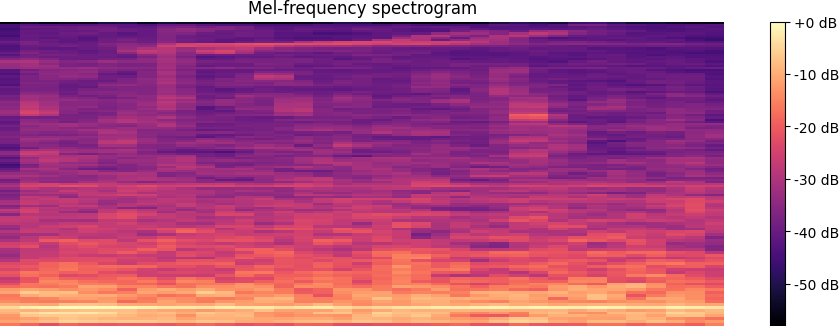 Mel-frequency spectrogram
+0 dB
-10 dB
-20 dB
-30 dB
-40 dB
-50 dB